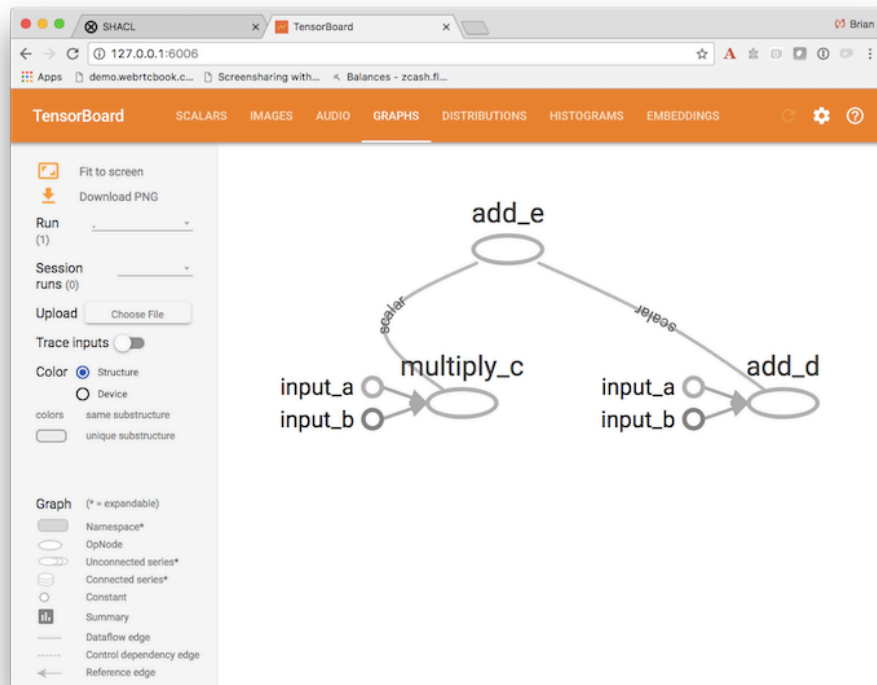 SHACL
TensorBoard
Brian
127.0.0.1:6006
Apps
demo.webrtcbook.c...
Screensharing with...
Balances - zcash.fl...
TensorBoard
SCALARS
IMAGES
AUDIO
GRAPHS
DISTRIBUTIONS
HISTOGRAMS
EMBEDDINGS
Fit to screen
Download PNG
Run
(1)
.
Session
runs (0)
Upload
Choose File
Trace inputs
Color
Structure
Device
colors
same substructure
unique substructure
Graph
(* = expandable)
Namespace*
OpNode
Unconnected series*
Connected series*
Constant
Summary
Dataflow edge
Control dependency edge
Reference edge
add_e
scalar
scalar
multiply_c
input_a
input_b
add_d
input_a
input_b